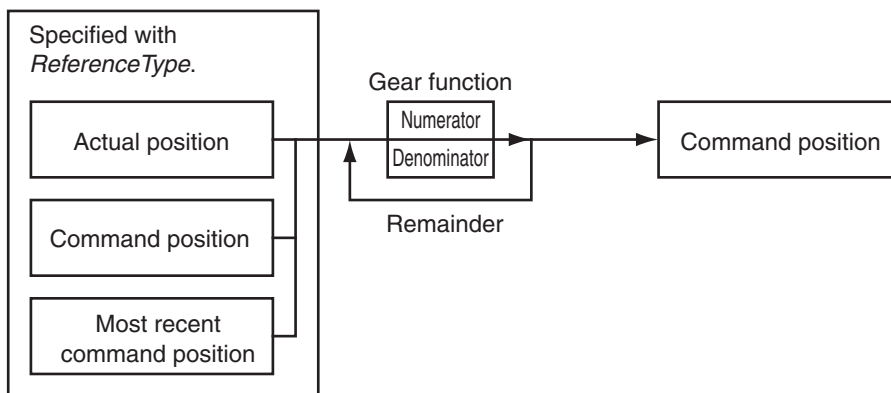 Specified with
ReferenceType.
Actual position
Command position
Most recent
command position
Gear function
Numerator
Denominator
Remainder
Command position